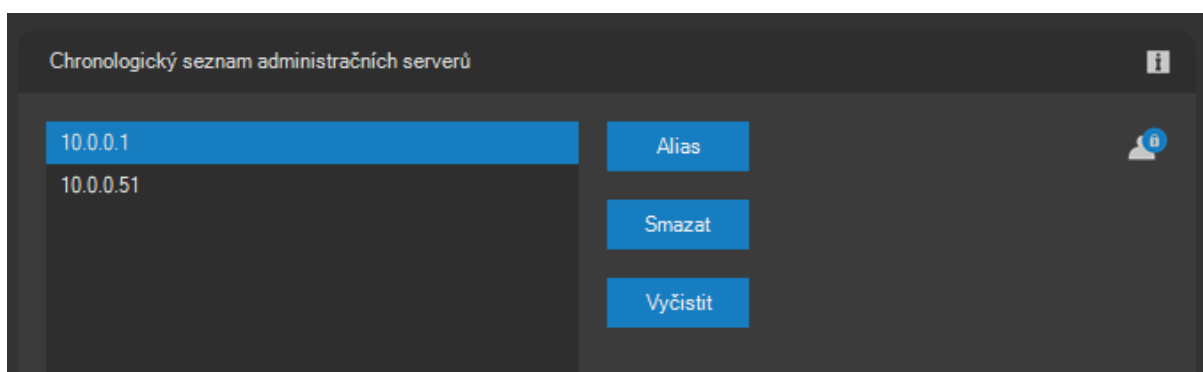 Chronologický seznam administračních serverů
10.0.0.1
10.0.0.51
Alias
Smazat
Vyčistit